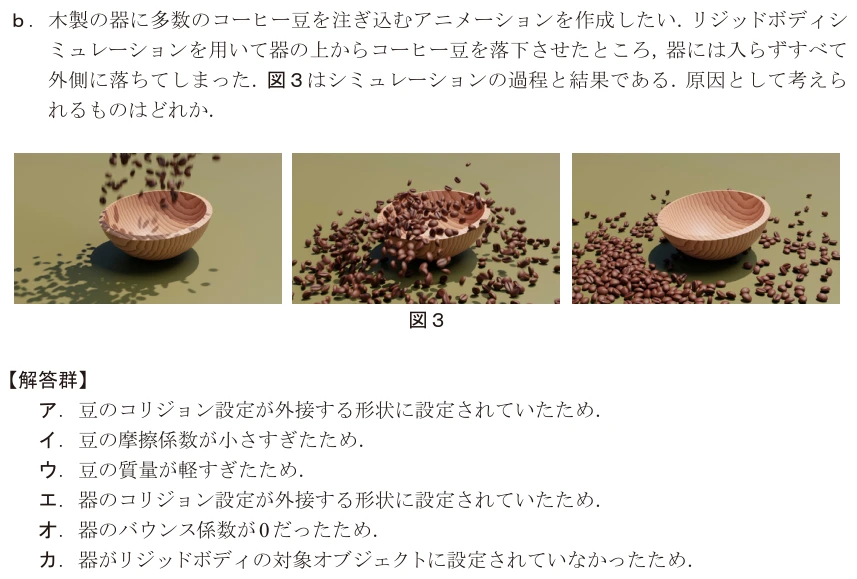 b．木製の器に多数のコーヒー豆を注ぎ込むアニメーションを作成したい．リジッドボディシ
ミュレーションを用いて器の上からコーヒー豆を落下させたところ，器には入らずすべて
外側に落ちてしまった．図3はシミュレーションの過程と結果である．原因として考えら
れるものはどれか．
図3
【解答群】
ア．豆のコリジョン設定が外接する形状に設定されていたため．
イ．豆の摩擦係数が小さすぎたため．
ウ．豆の質量が軽すぎたため．
エ．器のコリジョン設定が外接する形状に設定されていたため．
オ．器のバウンス係数が0だったため．
カ．器がリジッドボディの対象オブジェクトに設定されていなかったため．